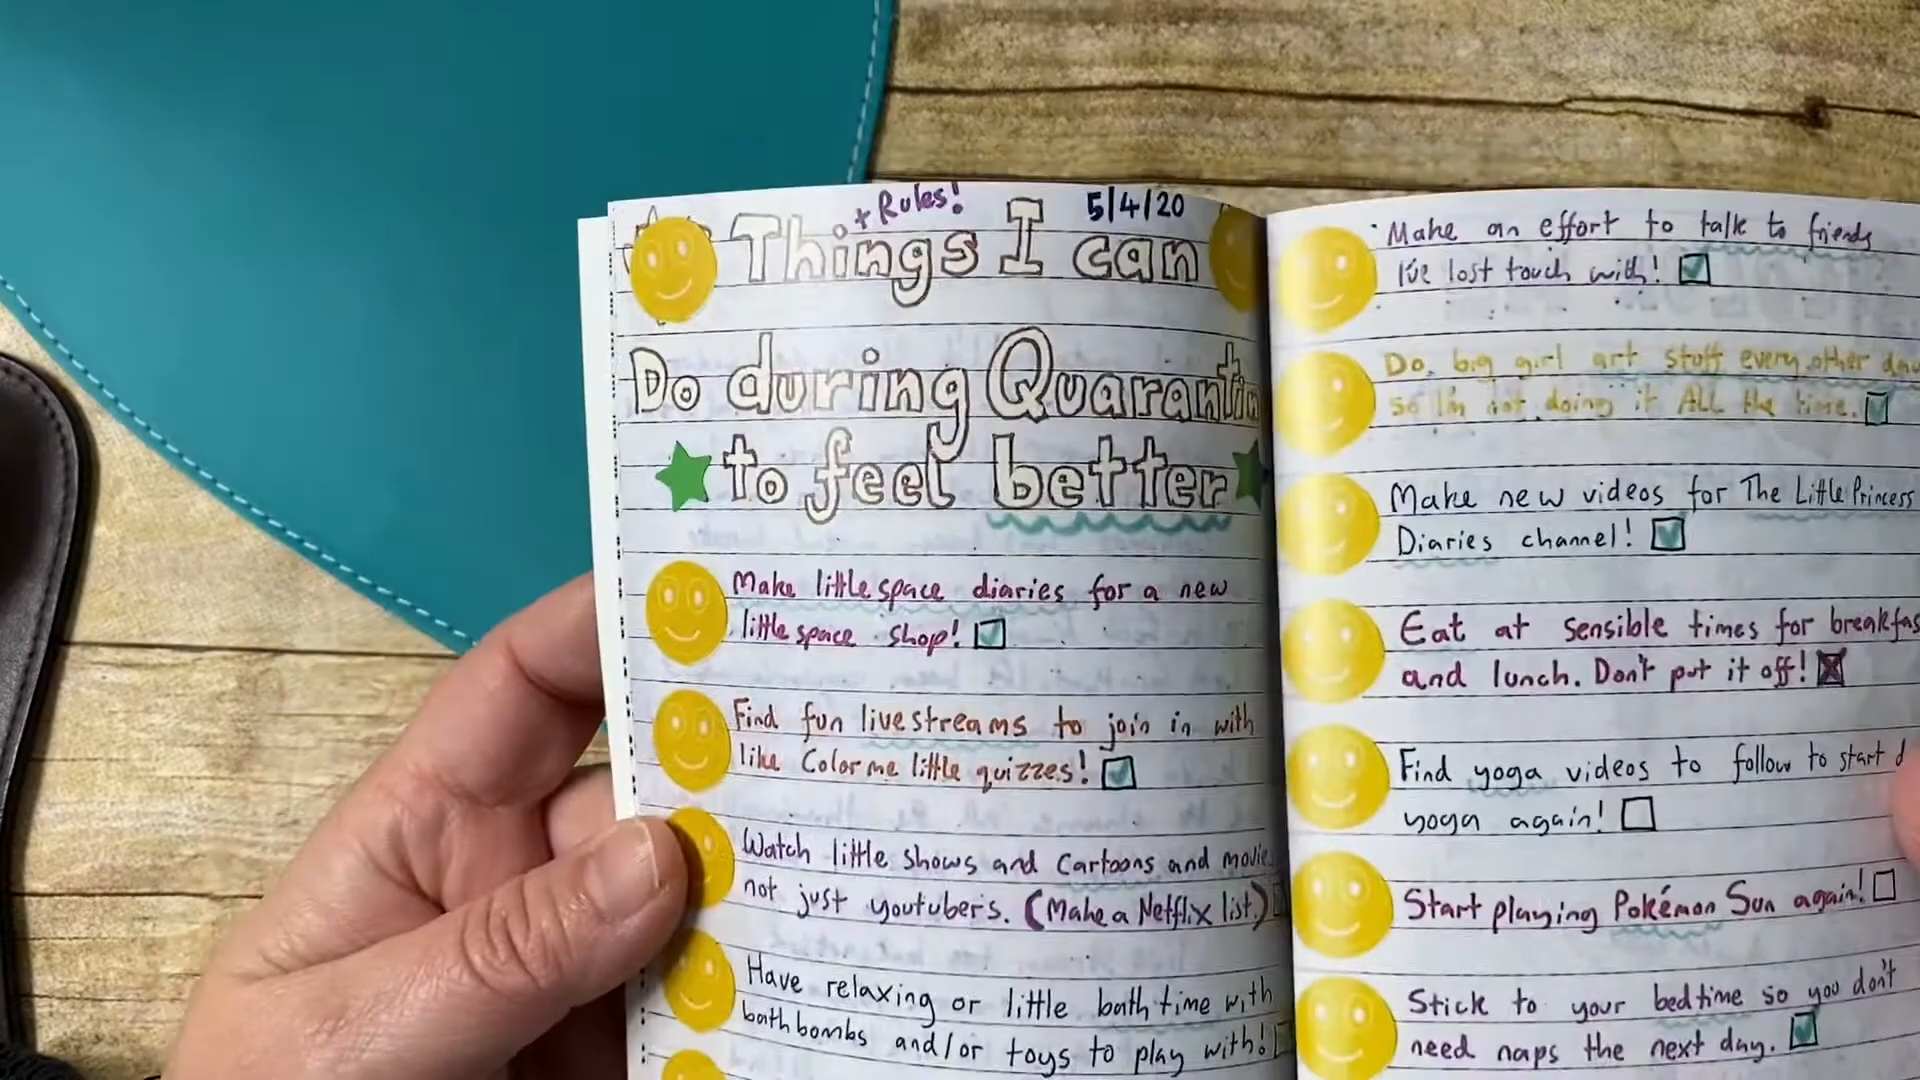 + Rules!
5/4/20
Things I can
Do during Quarantin
to feel better
Make little space diaries for a new
little space shop!
Find fun livestreams to join in with
like Color me little quizzes!
Watch little shows and cartoons and movie
not just youtubers. (Make a Netflix list.)
Have relaxing or little bath time with
bath bombs and/or toys to play with!
Make an effort to talk to friends
I've lost touch with!
Do big girl art stuff every other day
so I'm not doing it ALL the time.
Make new videos for The Little Princess
Diaries channel!
Eat at sensible times for breakfas
and lunch. Don't put it off!
Find yoga videos to follow to start d
yoga again!
Start playing Pokémon Sun again!
Stick to your bedtime so you don't
need naps the next day.